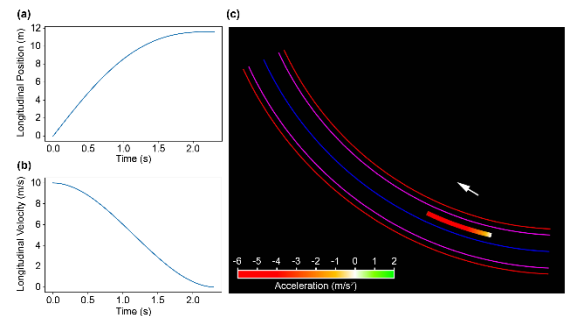 (a)
12
10
8
6
4
2
0
Longitudinal Position (m)
0.0 0.5 1.0 1.5 2.0
Time (s)
(b)
10
8
6
4
2
0
Longitudinal Velocity (m/s)
0.0 0.5 1.0 1.5 2.0
Time (s)
(c)
-6 -5 -4 -3 -2 -1 0 1 2
Acceleration (m/s²)